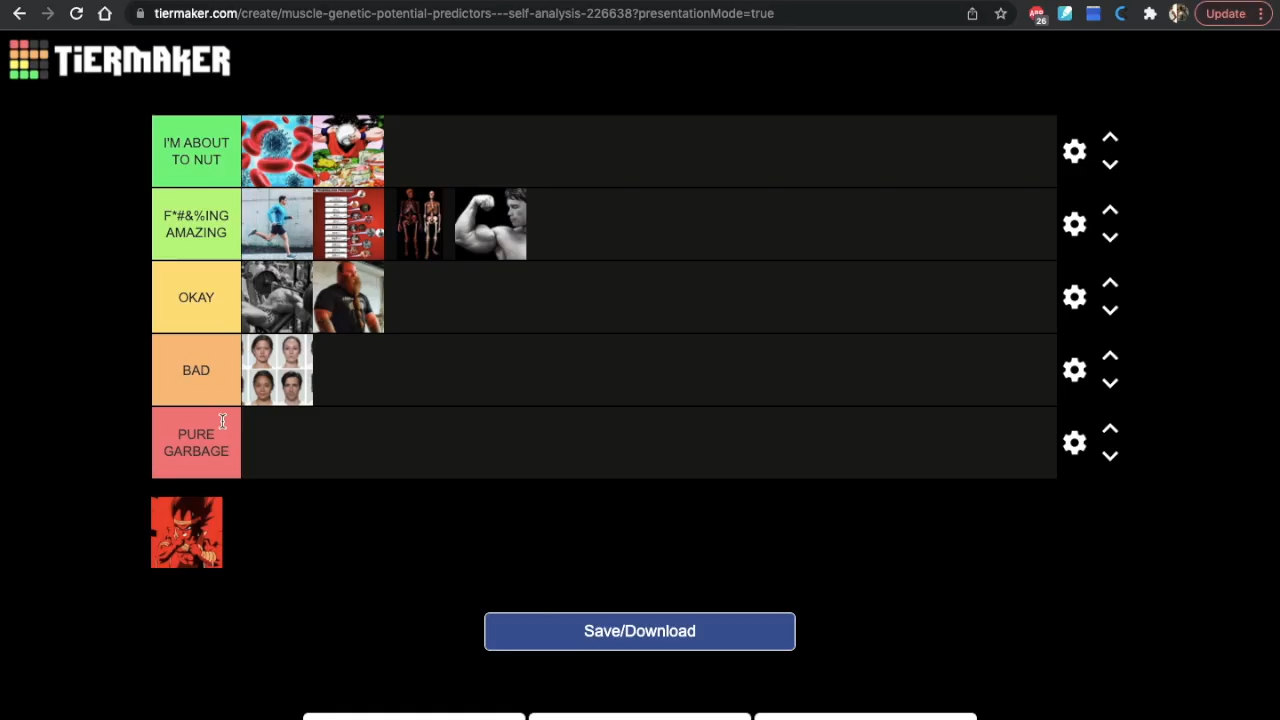 tiermaker.com/create/muscle-genetic-potential-predictors---self-analysis-226638?presentationMode=true
26
Update
TiERMAKER
I'M ABOUT
TO NUT
F*#&%ING
AMAZING
OKAY
BAD
PURE
GARBAGE
Save/Download